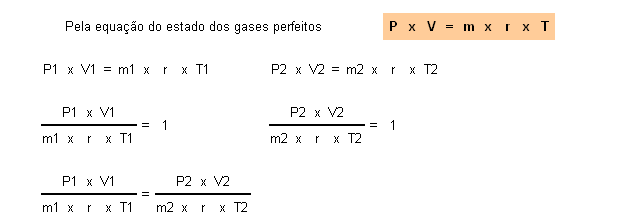 Pela equação do estado dos gases perfeitos P x V = m x r x T
P1 x V1 = m1 x r x T1 P2 x V2 = m2 x r x T2
P1 x V1 P2 x V2
= 1 = 1
m1 x r x T1 m2 x r x T2
P1 x V1 P2 x V2
=
m1 x r x T1 m2 x r x T2